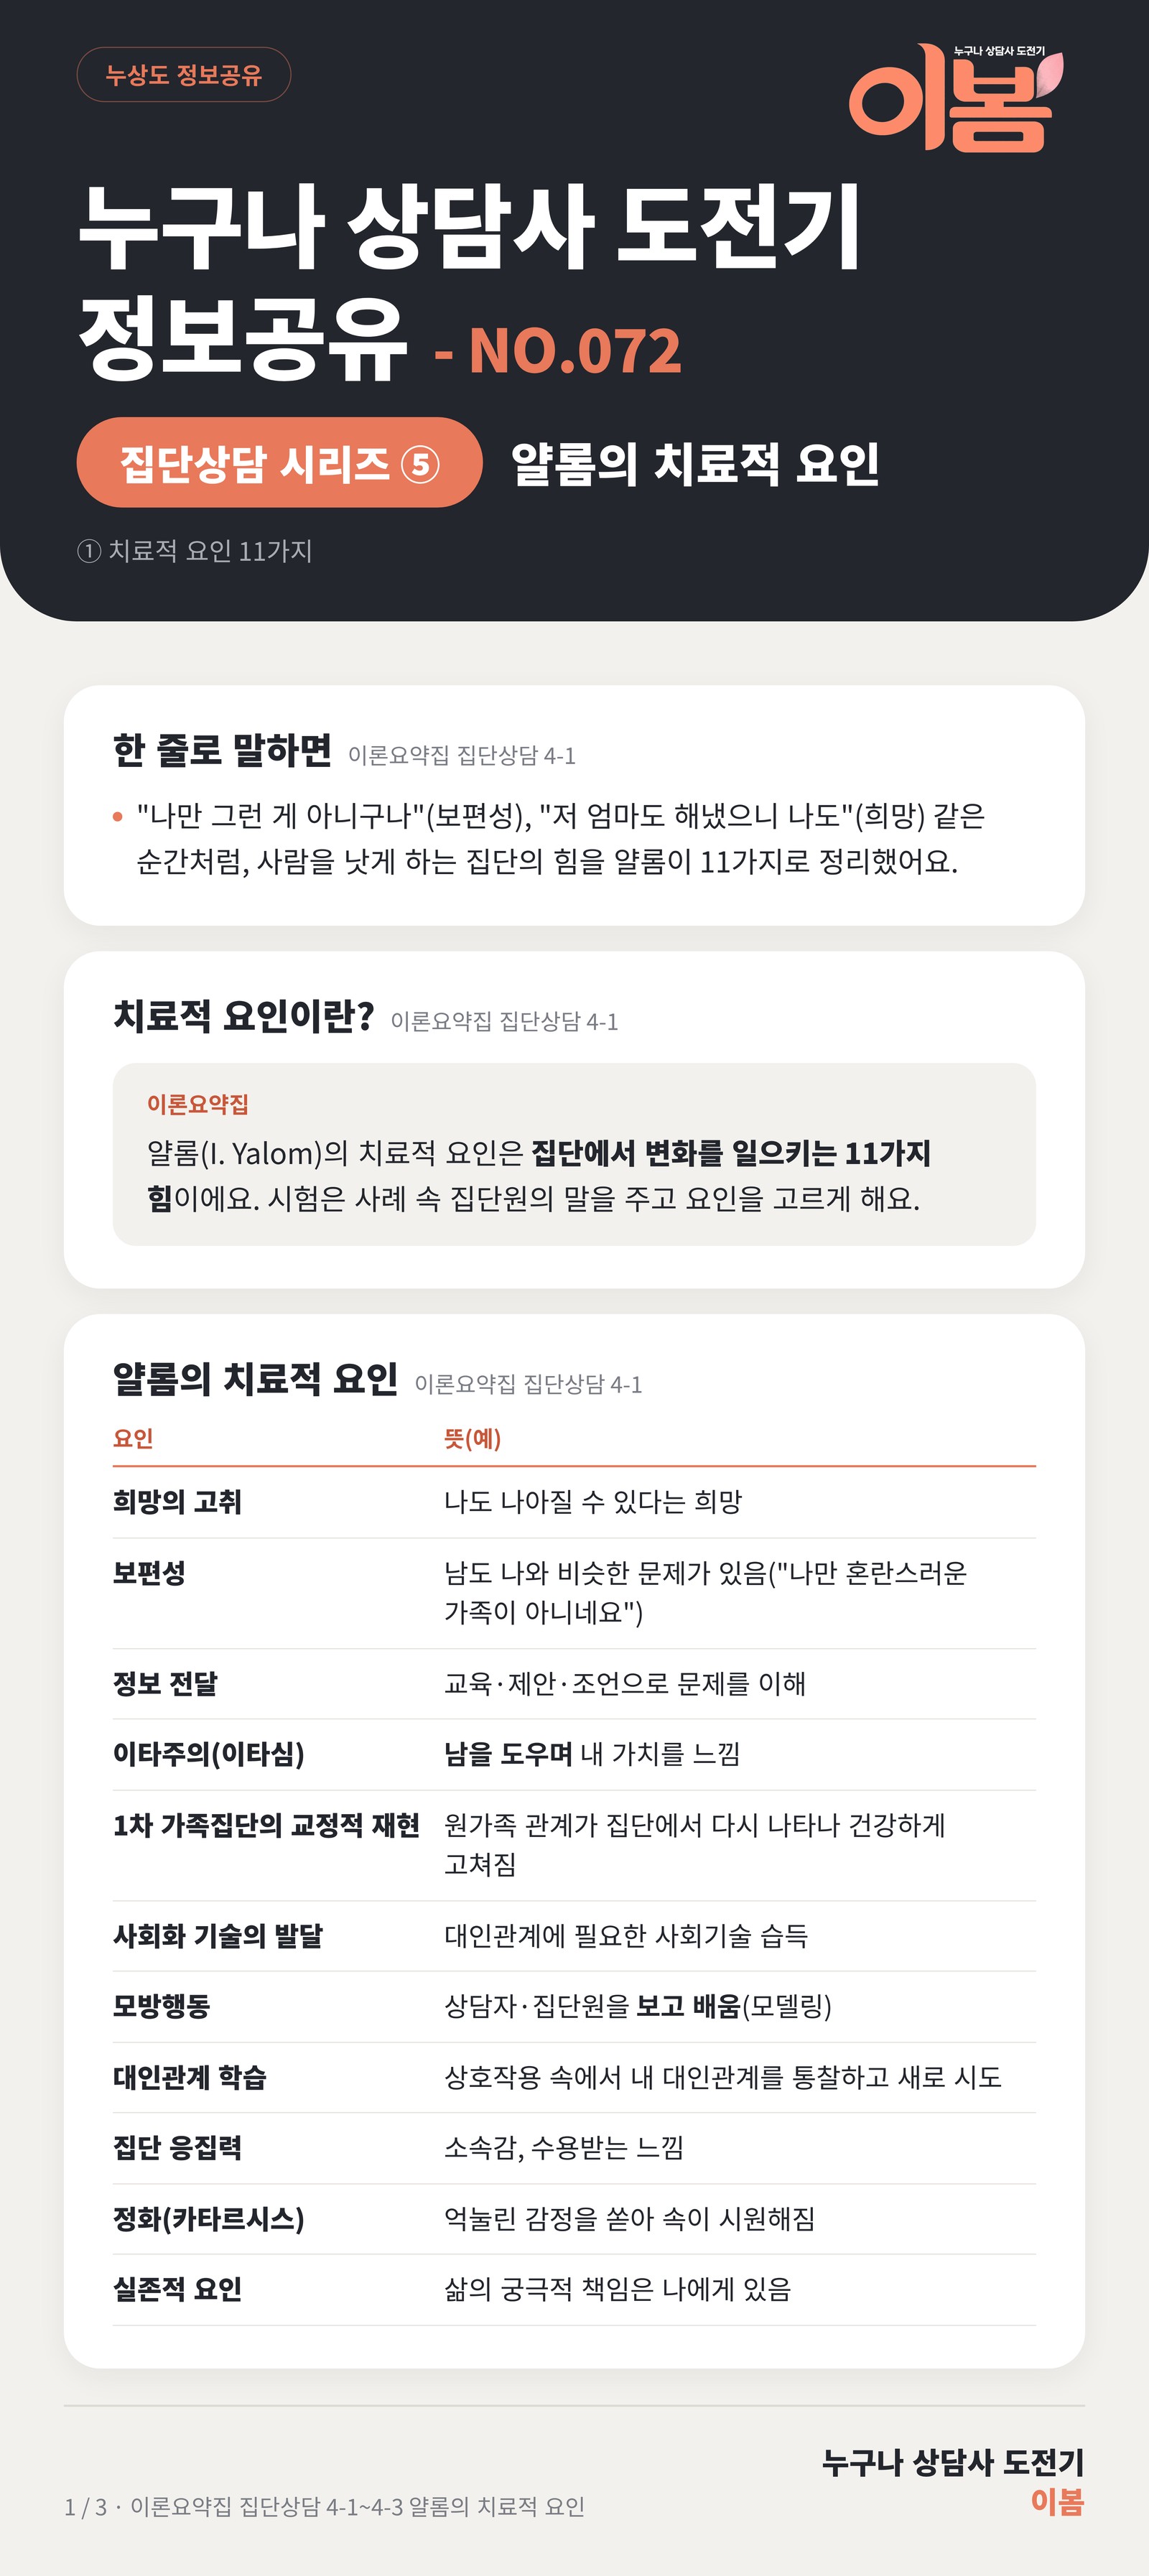 누상도 정보공유
누구나 상담사 도전기
이봄
누구나 상담사 도전기
정보공유 - NO.072
집단상담 시리즈 ⑤ 얄롬의 치료적 요인
① 치료적 요인 11가지
한 줄로 말하면 이론요약집 집단상담 4-1
• "나만 그런 게 아니구나"(보편성), "저 엄마도 해냈으니 나도"(희망) 같은
순간처럼, 사람을 낫게 하는 집단의 힘을 얄롬이 11가지로 정리했어요.
치료적 요인이란? 이론요약집 집단상담 4-1
이론요약집
얄롬(I. Yalom)의 치료적 요인은 집단에서 변화를 일으키는 11가지
힘이에요. 시험은 사례 속 집단원의 말을 주고 요인을 고르게 해요.
얄롬의 치료적 요인 이론요약집 집단상담 4-1
요인 뜻(예)
희망의 고취 나도 나아질 수 있다는 희망
보편성 남도 나와 비슷한 문제가 있음("나만 혼란스러운
가족이 아니네요")
정보 전달 교육·제안·조언으로 문제를 이해
이타주의(이타심) 남을 도우며 내 가치를 느낌
1차 가족집단의 교정적 재현 원가족 관계가 집단에서 다시 나타나 건강하게
고쳐짐
사회화 기술의 발달 대인관계에 필요한 사회기술 습득
모방행동 상담자·집단원을 보고 배움(모델링)
대인관계 학습 상호작용 속에서 내 대인관계를 통찰하고 새로 시도
집단 응집력 소속감, 수용받는 느낌
정화(카타르시스) 억눌린 감정을 쏟아 속이 시원해짐
실존적 요인 삶의 궁극적 책임은 나에게 있음
누구나 상담사 도전기
1 / 3 · 이론요약집 집단상담 4-1~4-3 얄롬의 치료적 요인 이봄